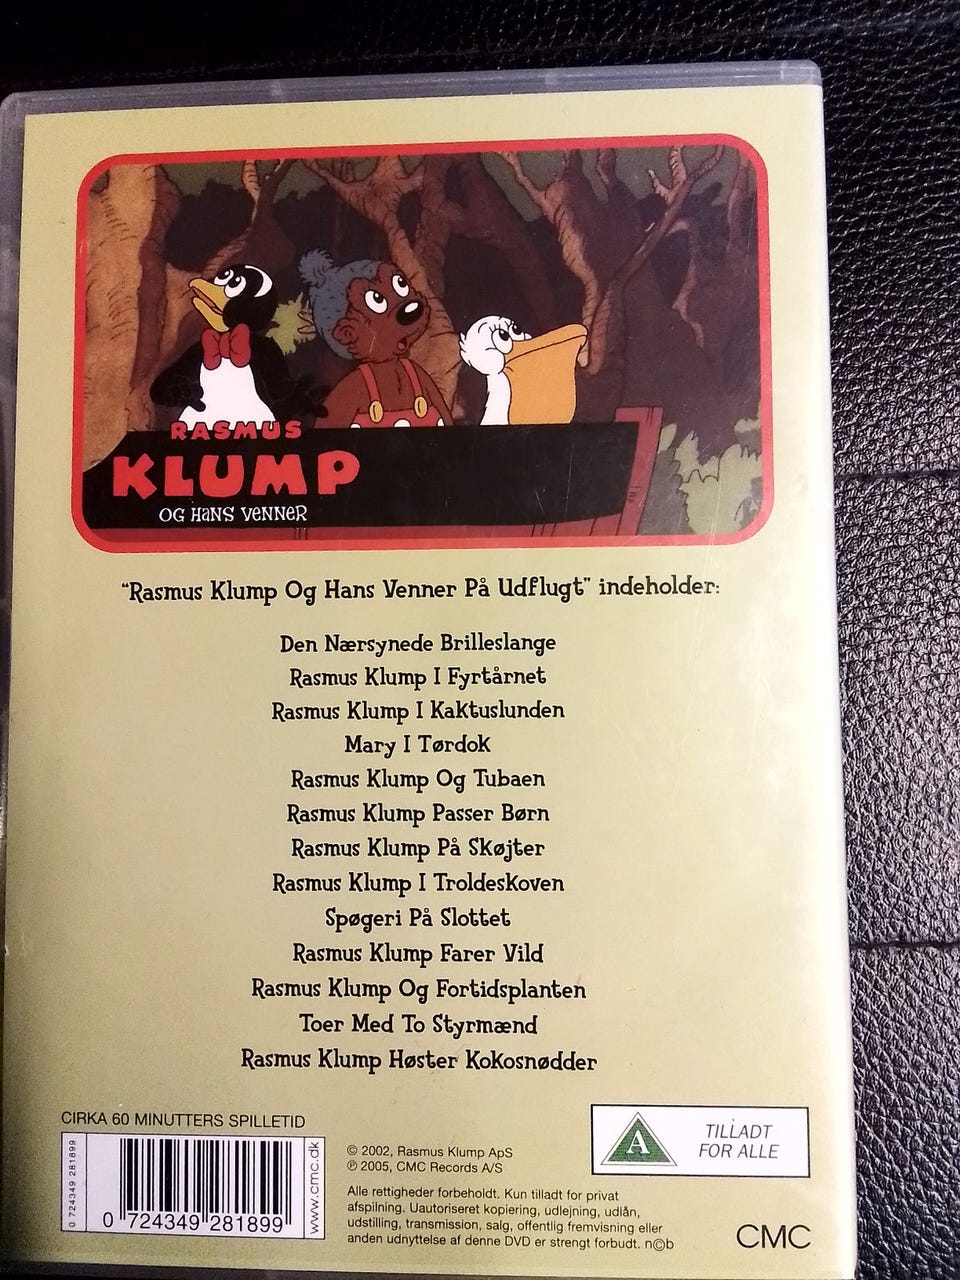 RASMUS
KLUMP
OG HANS VENNER
“Rasmus Klump Og Hans Venner På Udflugt” indeholder:
Den Nærsynede Brilleslange
Rasmus Klump I Fyrtårnet
Rasmus Klump I Kaktuslunden
Mary I Tørdok
Rasmus Klump Og Tubaen
Rasmus Klump Passer Børn
Rasmus Klump På Skøjter
Rasmus Klump I Troldeskoven
Spøgeri På Slottet
Rasmus Klump Farer Vild
Rasmus Klump Og Fortidsplanten
Toer Med To Styrmænd
Rasmus Klump Høster Kokosnødder
CIRKA 60 MINUTTERS SPILLETID
0 724349 281899
0 724349 281899
www.cmc.dk
© 2002, Rasmus Klump ApS
℗ 2005, CMC Records A/S
Alle rettigheder forbeholdt. Kun tilladt for privat
afspilning. Uautoriseret kopiering, udlejning, udlån,
udstilling, transmission, salg, offentlig fremvisning eller
anden udnyttelse af denne DVD er strengt forbudt. n©b
A
TILLADT
FOR ALLE
CMC